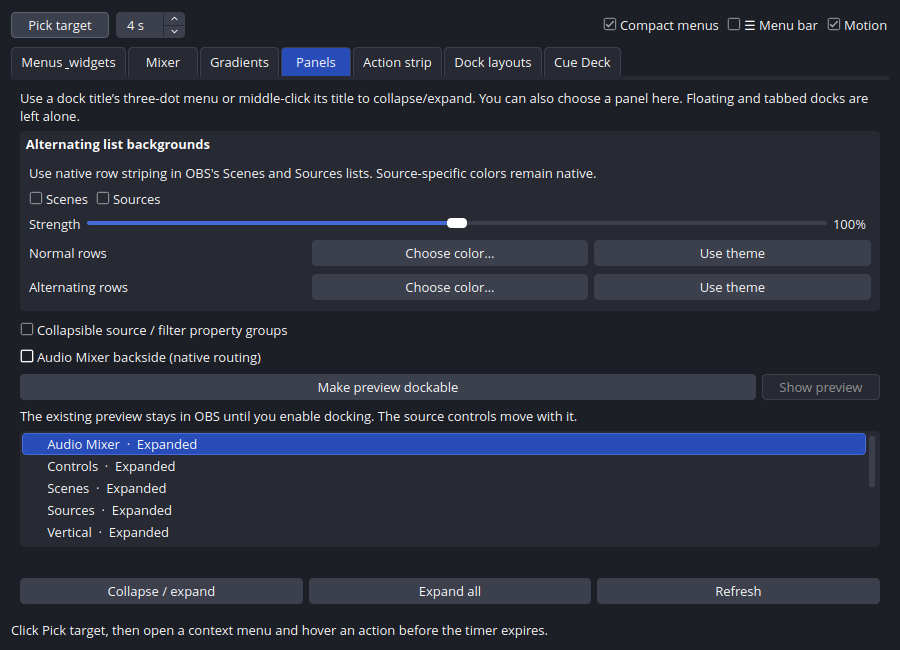 Pick target 4 s Compact menus ☰ Menu bar Motion
Menus_widgets Mixer Gradients Panels Action strip Dock layouts Cue Deck
Use a dock title's three-dot menu or middle-click its title to collapse/expand. You can also choose a panel here. Floating and tabbed docks are
left alone.
Alternating list backgrounds
Use native row striping in OBS's Scenes and Sources lists. Source-specific colors remain native.
Scenes Sources
Strength 100%
Normal rows Choose color... Use theme
Alternating rows Choose color... Use theme
Collapsible source / filter property groups
Audio Mixer backside (native routing)
Make preview dockable Show preview
The existing preview stays in OBS until you enable docking. The source controls move with it.
Audio Mixer · Expanded
Controls · Expanded
Scenes · Expanded
Sources · Expanded
Vertical · Expanded
Collapse / expand Expand all Refresh
Click Pick target, then open a context menu and hover an action before the timer expires.